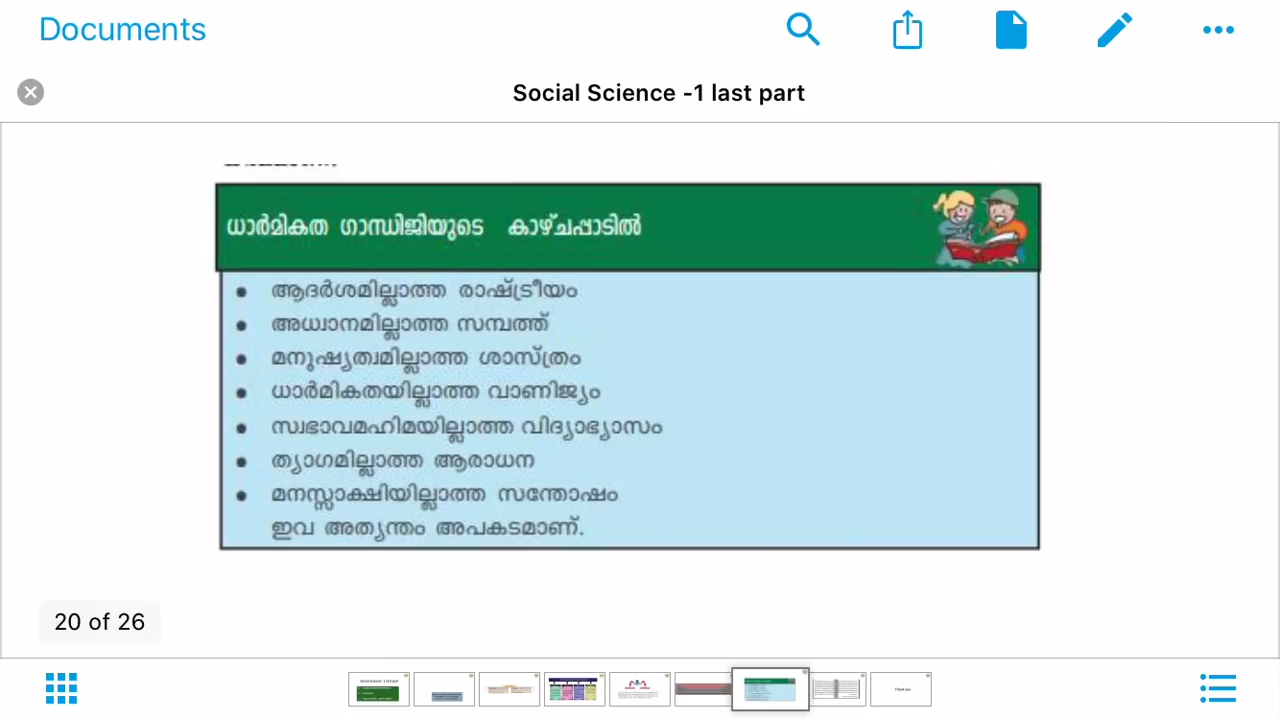 Documents
Social Science -1 last part
ധാർമികത ഗാന്ധിജിയുടെ കാഴ്ചപ്പാടിൽ
• ആദർശമില്ലാത്ത രാഷ്ട്രീയം
• അധ്വാനമില്ലാത്ത സമ്പത്ത്
• മനുഷ്യത്വമില്ലാത്ത ശാസ്ത്രം
• ധാർമികതയില്ലാത്ത വാണിജ്യം
• സ്വഭാവമഹിമയില്ലാത്ത വിദ്യാഭ്യാസം
• ത്യാഗമില്ലാത്ത ആരാധന
• മനസ്സാക്ഷിയില്ലാത്ത സന്തോഷം
ഇവ അത്യന്തം അപകടമാണ്.
20 of 26